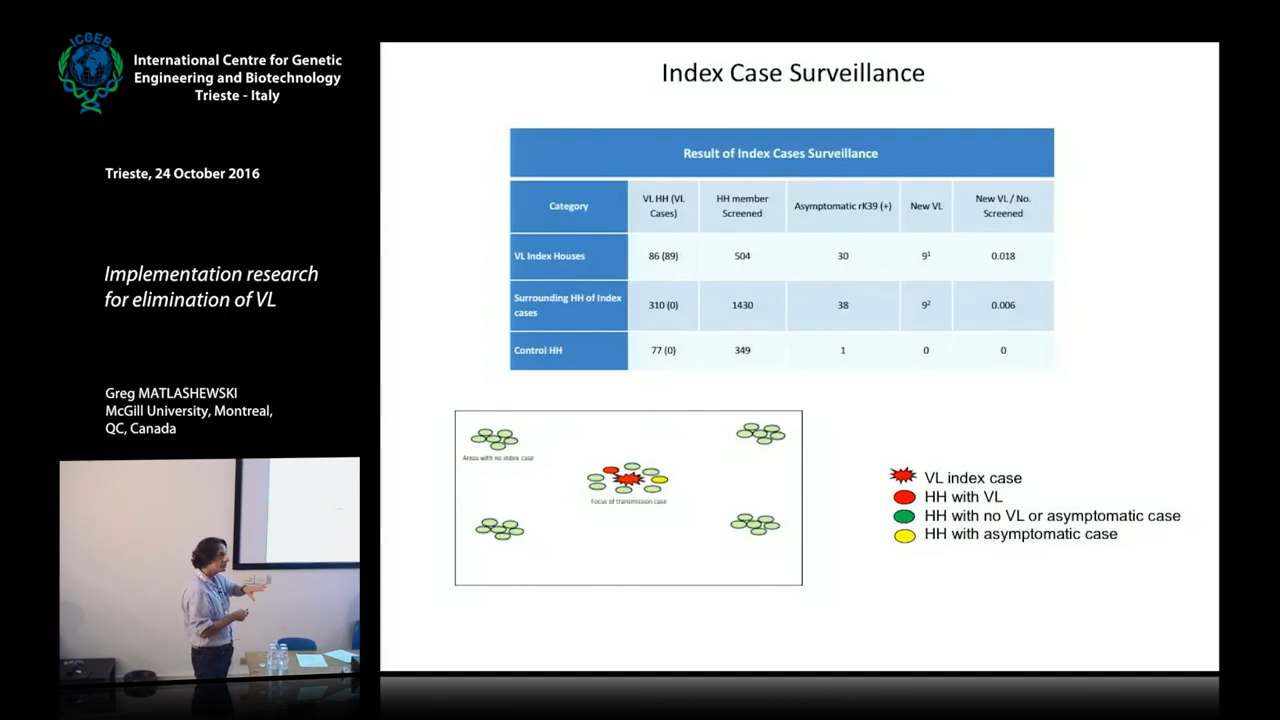 ICGEB
International Centre for Genetic
Engineering and Biotechnology
Trieste - Italy
Trieste, 24 October 2016
Implementation research
for elimination of VL
Greg MATLASHEWSKI
McGill University, Montreal,
QC, Canada
Index Case Surveillance
Result of Index Cases Surveillance
Category
VL HH (VL
Cases)
HH member
Screened
Asymptomatic rK39 (+)
New VL
New VL / No.
Screened
VL Index Houses
86 (89)
504
30
9¹
0.018
Surrounding HH of Index
cases
310 (0)
1430
38
9²
0.006
Control HH
77 (0)
349
1
0
0
Areas with no index case
Focus of transmission case
VL index case
HH with VL
HH with no VL or asymptomatic case
HH with asymptomatic case